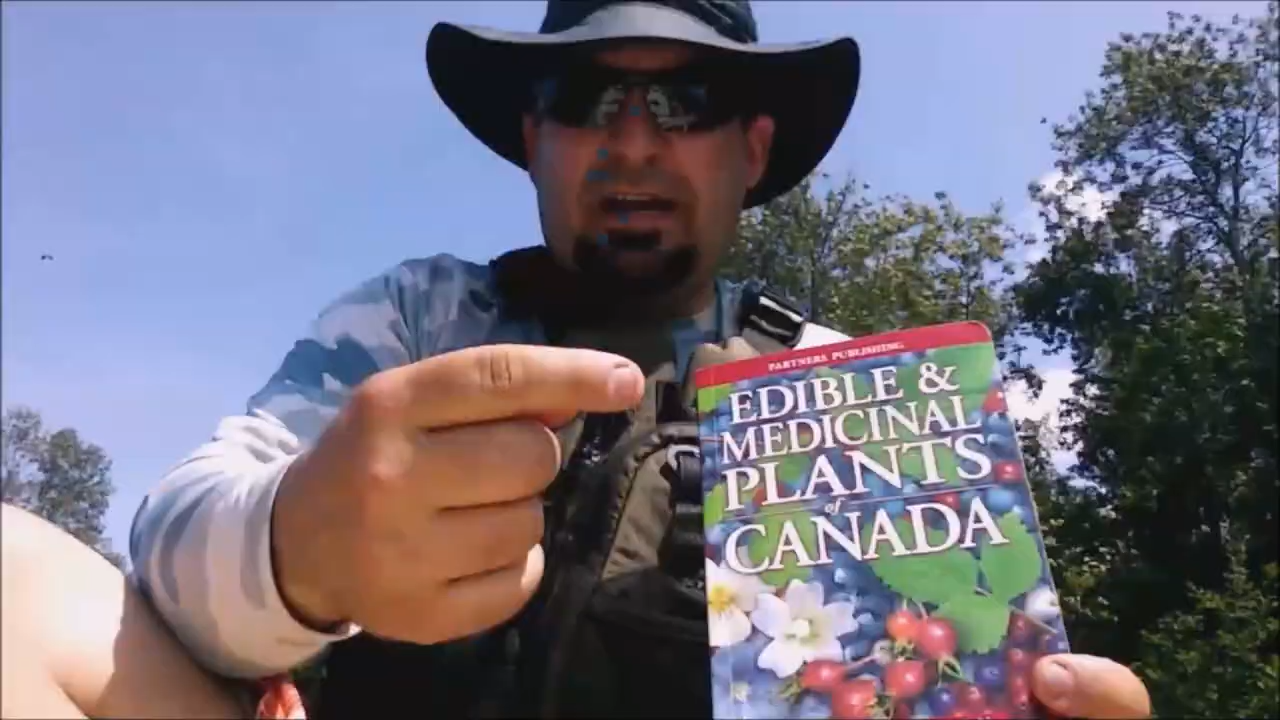 PARTNERS PUBLISHING
EDIBLE &
MEDICINAL
PLANTS
of
CANADA